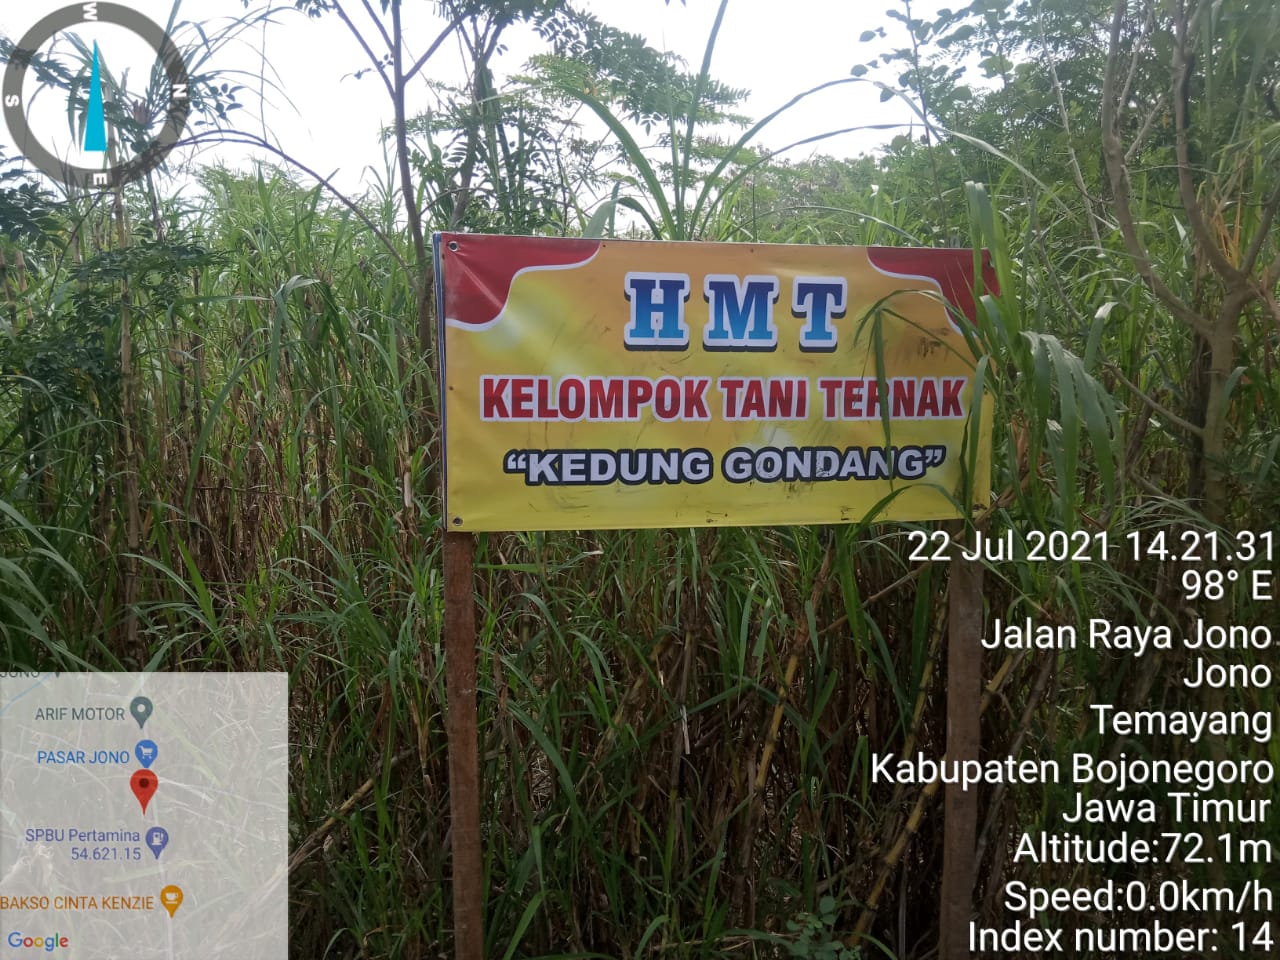 W
N
S
E
HMT
KELOMPOK TANI TERNAK
“KEDUNG GONDANG”
22 Jul 2021 14.21.31
98° E
Jalan Raya Jono
Jono
Temayang
Kabupaten Bojonegoro
Jawa Timur
Altitude:72.1m
Speed:0.0km/h
Index number: 14
JONO
ARIF MOTOR
PASAR JONO
SPBU Pertamina
54.621.15
BAKSO CINTA KENZIE
Google